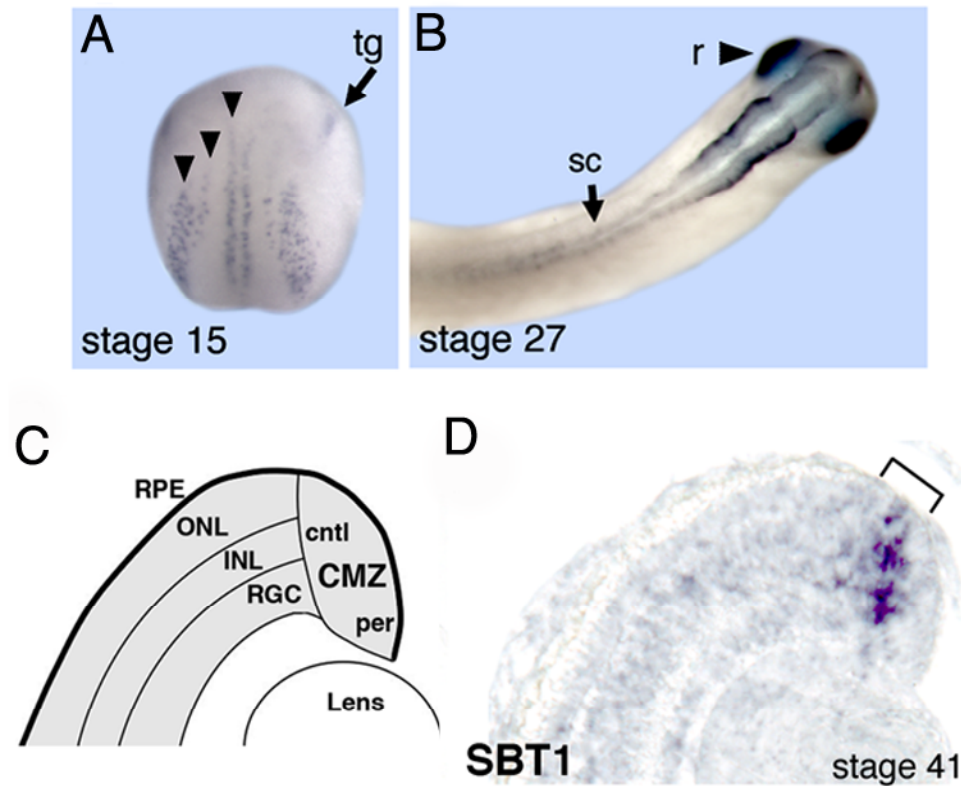 A
tg
stage 15
B
r
sc
stage 27
C
RPE
ONL
INL
RGC
cntl
CMZ
per
Lens
D
SBT1
stage 41